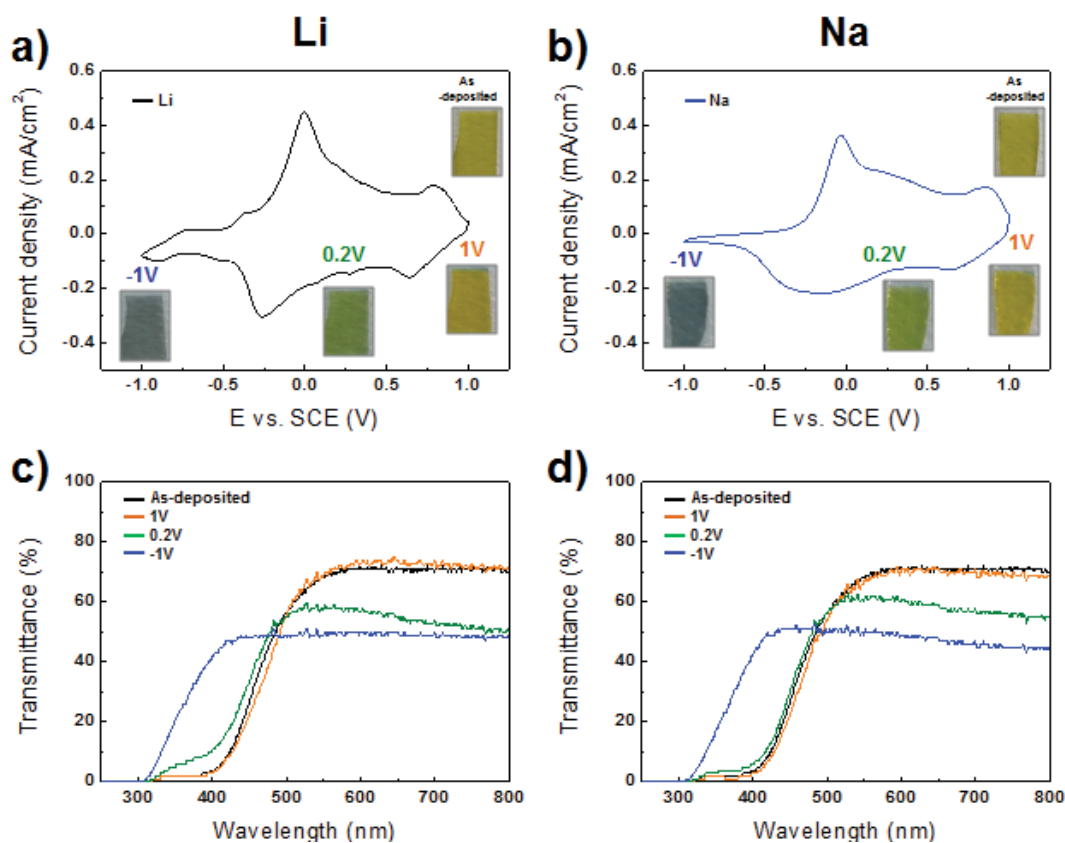 Li
Na
a)
b)
As
-deposited
As
-deposited
Li
Na
0.6
0.4
0.2
0.0
-0.2
-0.4
0.6
0.4
0.2
0.0
-0.2
-0.4
Current density (mA/cm²)
Current density (mA/cm²)
-1V
0.2V
1V
-1V
0.2V
1V
-1.0 -0.5 0.0 0.5 1.0
-1.0 -0.5 0.0 0.5 1.0
E vs. SCE (V)
E vs. SCE (V)
c)
d)
As-deposited
1V
0.2V
-1V
As-deposited
1V
0.2V
-1V
100
80
60
40
20
0
100
80
60
40
20
0
Transmittance (%)
Transmittance (%)
300 400 500 600 700 800
300 400 500 600 700 800
Wavelength (nm)
Wavelength (nm)